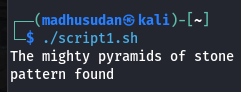 ┌──(madhusudan㉿kali)-[~]
└─$ ./script1.sh
The mighty pyramids of stone
pattern found